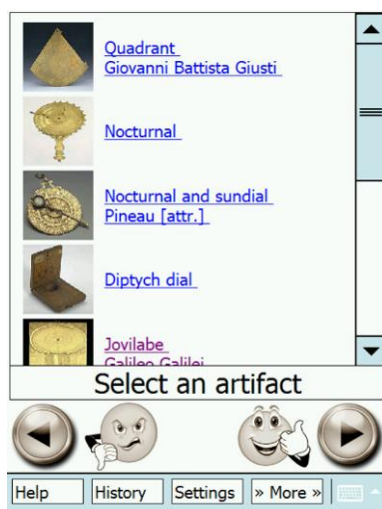 Quadrant
Giovanni Battista Giusti
Nocturnal
Nocturnal and sundial
Pineau [attr.]
Diptych dial
Jovilabe
Galileo Galilei
Select an artifact
Help
History
Settings
» More »